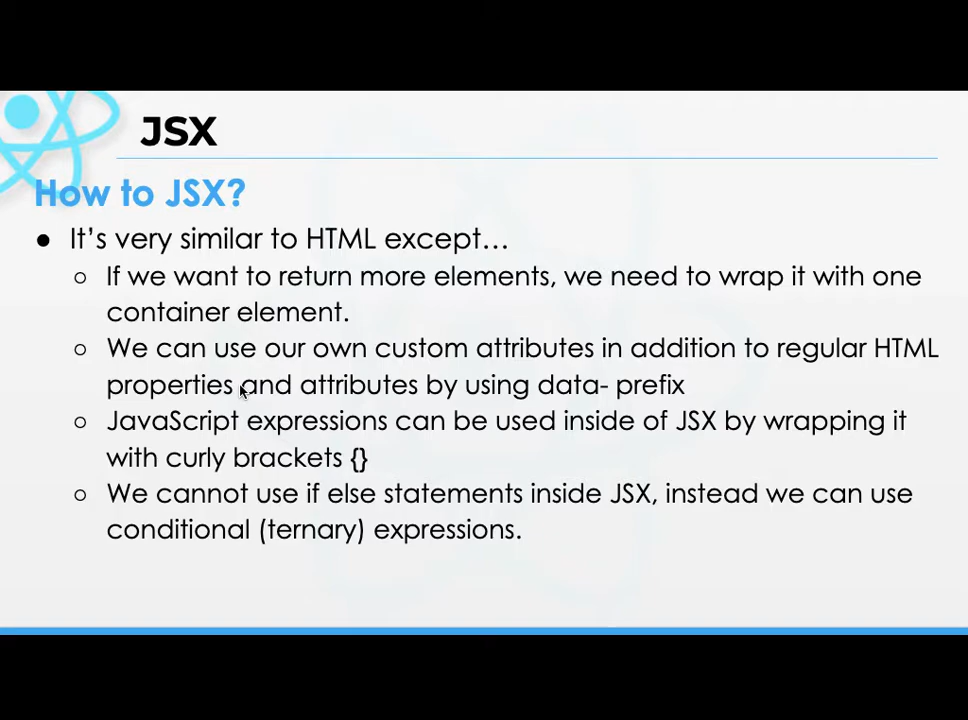 JSX
How to JSX?
● It’s very similar to HTML except…
○ If we want to return more elements, we need to wrap it with one
container element.
○ We can use our own custom attributes in addition to regular HTML
properties and attributes by using data- prefix
○ JavaScript expressions can be used inside of JSX by wrapping it
with curly brackets {}
○ We cannot use if else statements inside JSX, instead we can use
conditional (ternary) expressions.